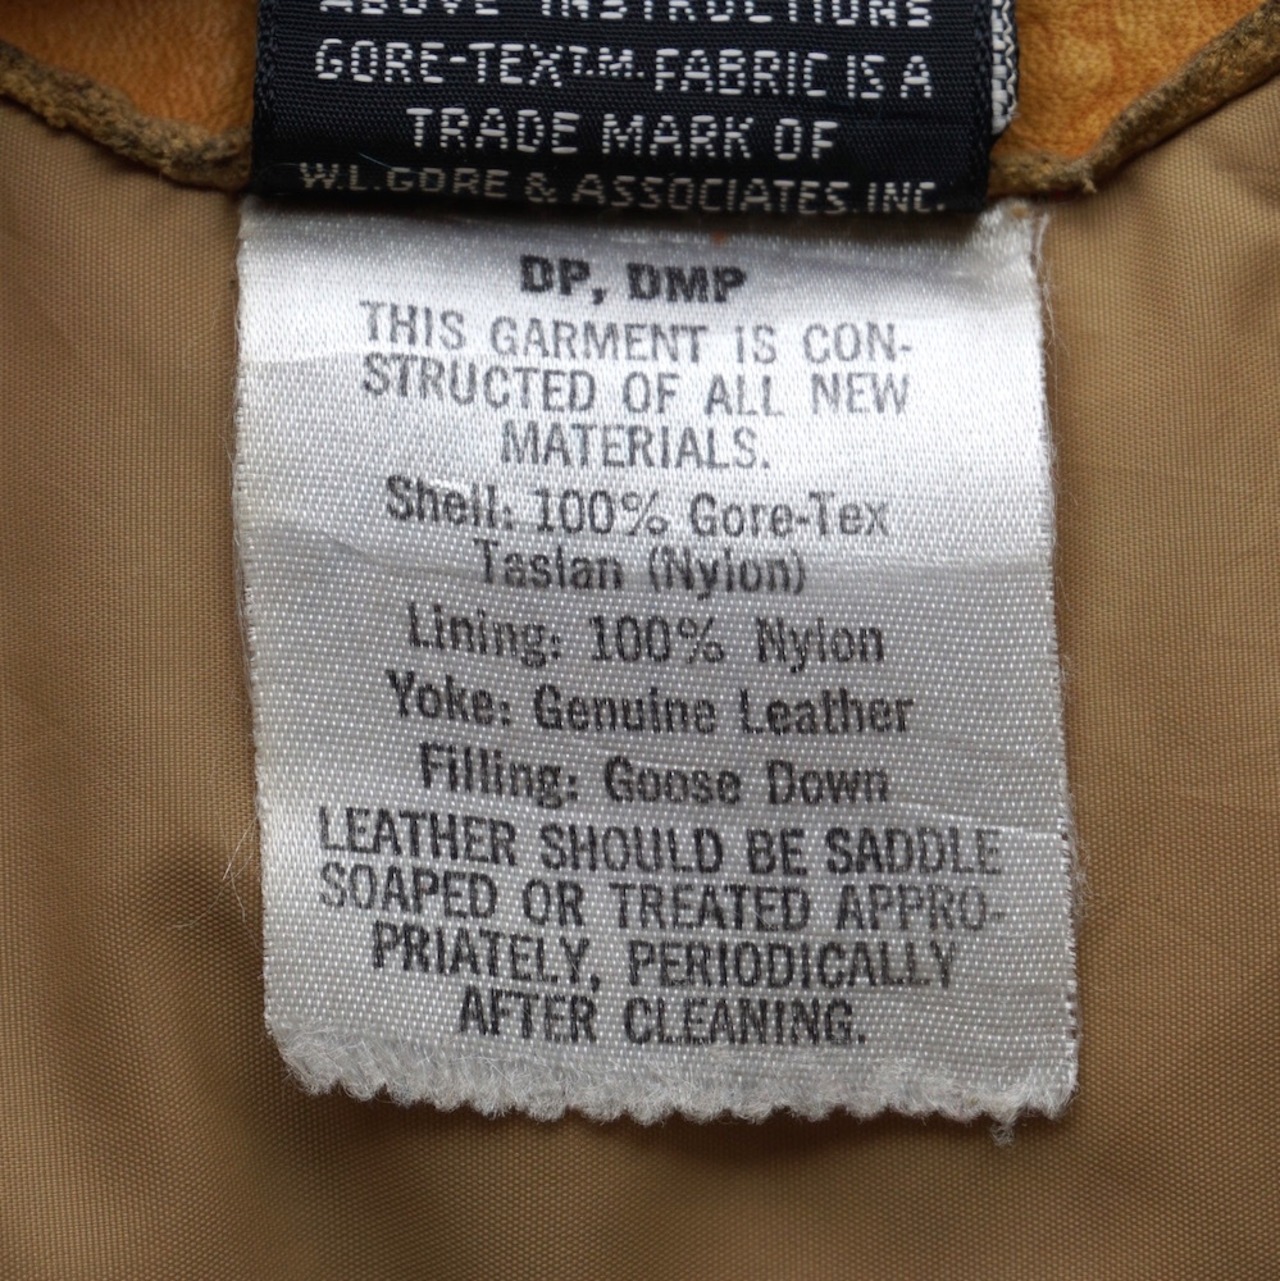 ABOVE INSTRUCTIONS
GORE-TEX T.M. FABRIC IS A
TRADE MARK OF
W.L. GORE & ASSOCIATES, INC.
DP, DMP
THIS GARMENT IS CON-
STRUCTED OF ALL NEW
MATERIALS.
Shell: 100% Gore-Tex
Taslan (Nylon)
Lining: 100% Nylon
Yoke: Genuine Leather
Filling: Goose Down
LEATHER SHOULD BE SADDLE
SOAPED OR TREATED APPRO-
PRIATELY, PERIODICALLY
AFTER CLEANING.